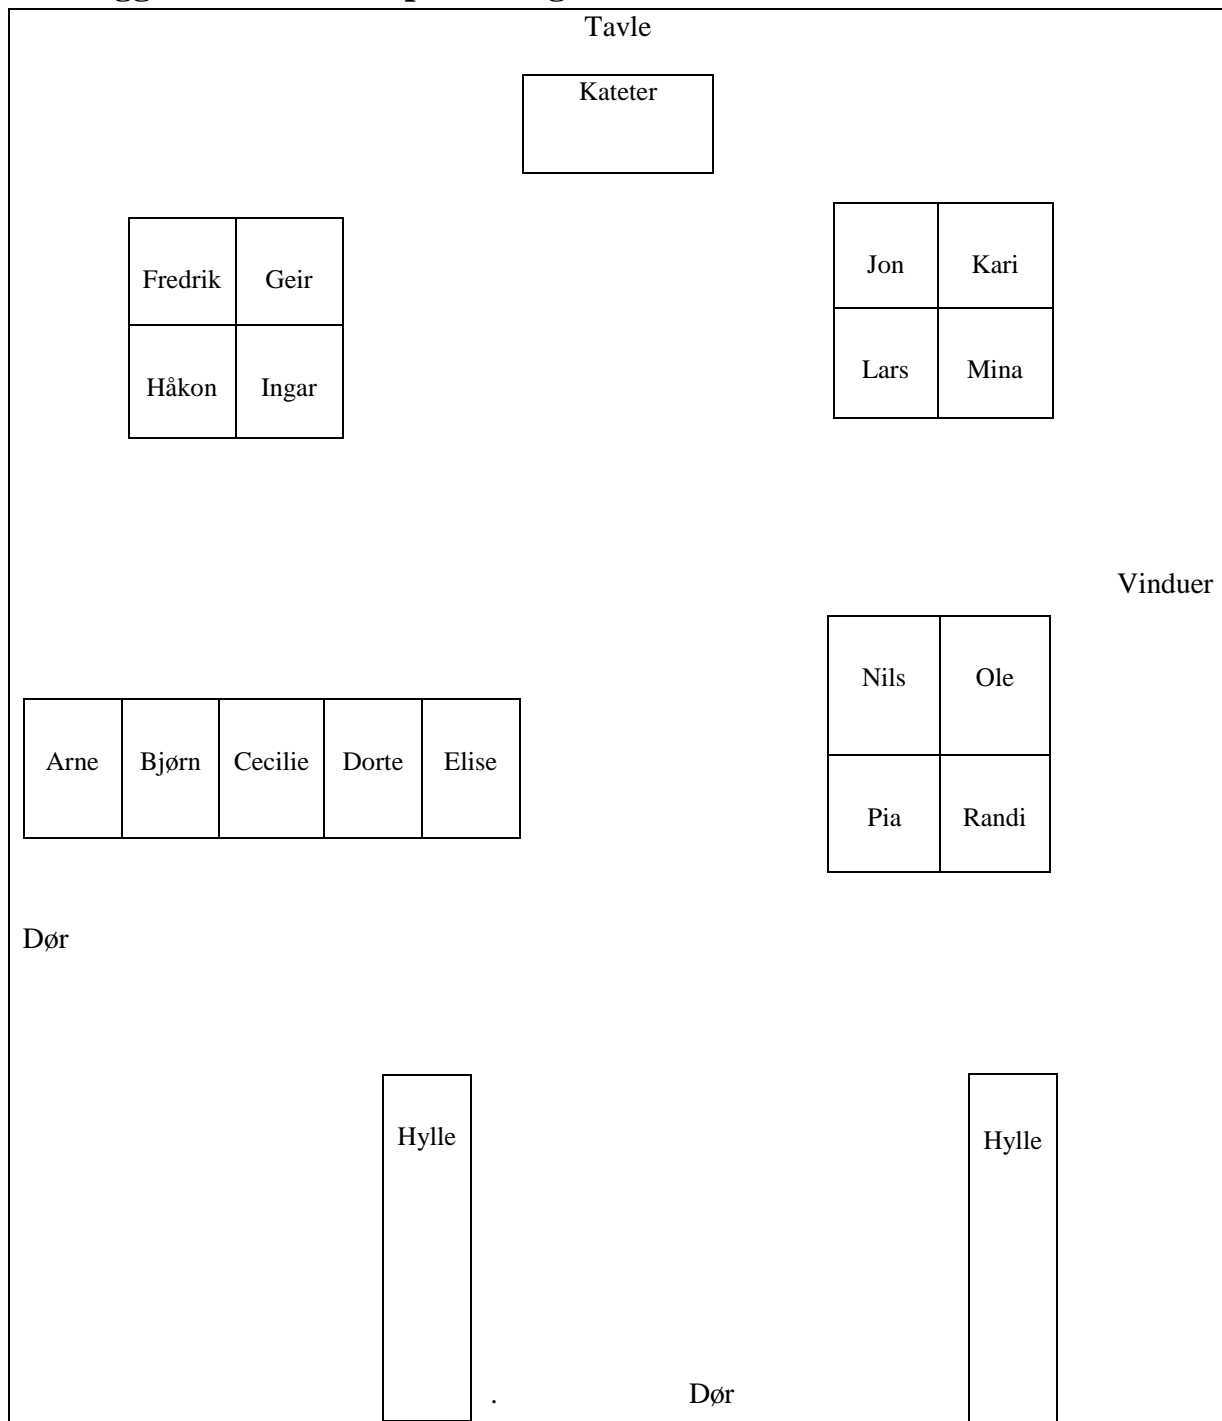 Tavle
Kateter
Fredrik Geir
Håkon Ingar
Jon Kari
Lars Mina
Vinduer
Nils Ole
Pia Randi
Arne Bjørn Cecilie Dorte Elise
Dør
Hylle
Hylle
. Dør